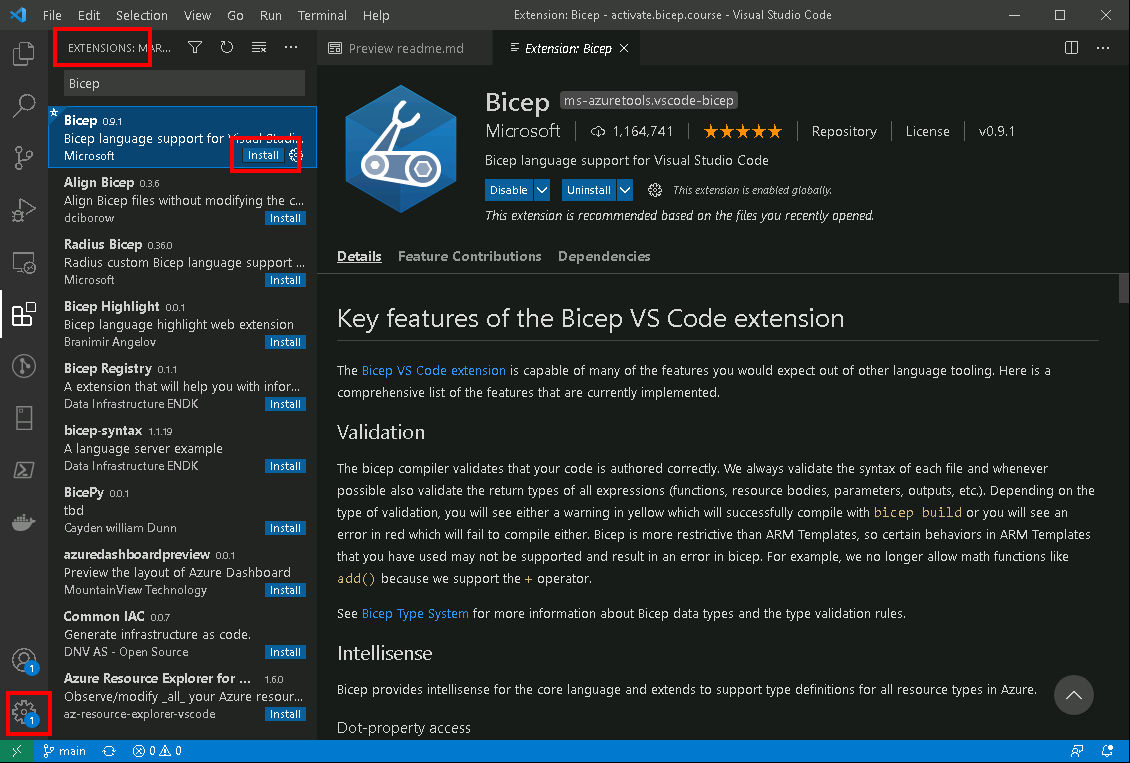 File Edit Selection View Go Run Terminal Help Extension: Bicep - activate.bicep.course - Visual Studio Code
EXTENSIONS: MAR...
Bicep
Bicep 0.9.1
Bicep language support for Visual Studi...
Microsoft Install
Align Bicep 0.3.6
Align Bicep files without modifying the c...
dciborow Install
Radius Bicep 0.36.0
Radius custom Bicep language support ...
Microsoft Install
Bicep Highlight 0.0.1
Bicep language highlight web extension
Branimir Angelov Install
Bicep Registry 0.1.1
A extension that will help you with infor...
Data Infrastructure ENDK Install
bicep-syntax 1.1.19
A language server example
Data Infrastructure ENDK Install
BicePy 0.0.1
tbd
Cayden william Dunn Install
azuredashboardpreview 0.0.1
Preview the layout of Azure Dashboard
MountainView Technology Install
Common IAC 0.0.7
Generate infrastructure as code.
DNV AS - Open Source Install
Azure Resource Explorer for ... 1.6.0
Observe/modify _all_ your Azure resour...
az-resource-explorer-vscode Install
1
1
Preview readme.md Extension: Bicep
Bicep ms-azuretools.vscode-bicep
Microsoft 1,164,741 Repository License v0.9.1
Bicep language support for Visual Studio Code
Disable Uninstall This extension is enabled globally.
This extension is recommended based on the files you recently opened.
Details Feature Contributions Dependencies
Key features of the Bicep VS Code extension
The Bicep VS Code extension is capable of many of the features you would expect out of other language tooling. Here is a
comprehensive list of the features that are currently implemented.
Validation
The bicep compiler validates that your code is authored correctly. We always validate the syntax of each file and whenever
possible also validate the return types of all expressions (functions, resource bodies, parameters, outputs, etc.). Depending on the
type of validation, you will see either a warning in yellow which will successfully compile with bicep build or you will see an
error in red which will fail to compile either. Bicep is more restrictive than ARM Templates, so certain behaviors in ARM Templates
that you have used may not be supported and result in an error in bicep. For example, we no longer allow math functions like
add() because we support the + operator.
See Bicep Type System for more information about Bicep data types and the type validation rules.
Intellisense
Bicep provides intellisense for the core language and extends to support type definitions for all resource types in Azure.
Dot-property access
main 0 0